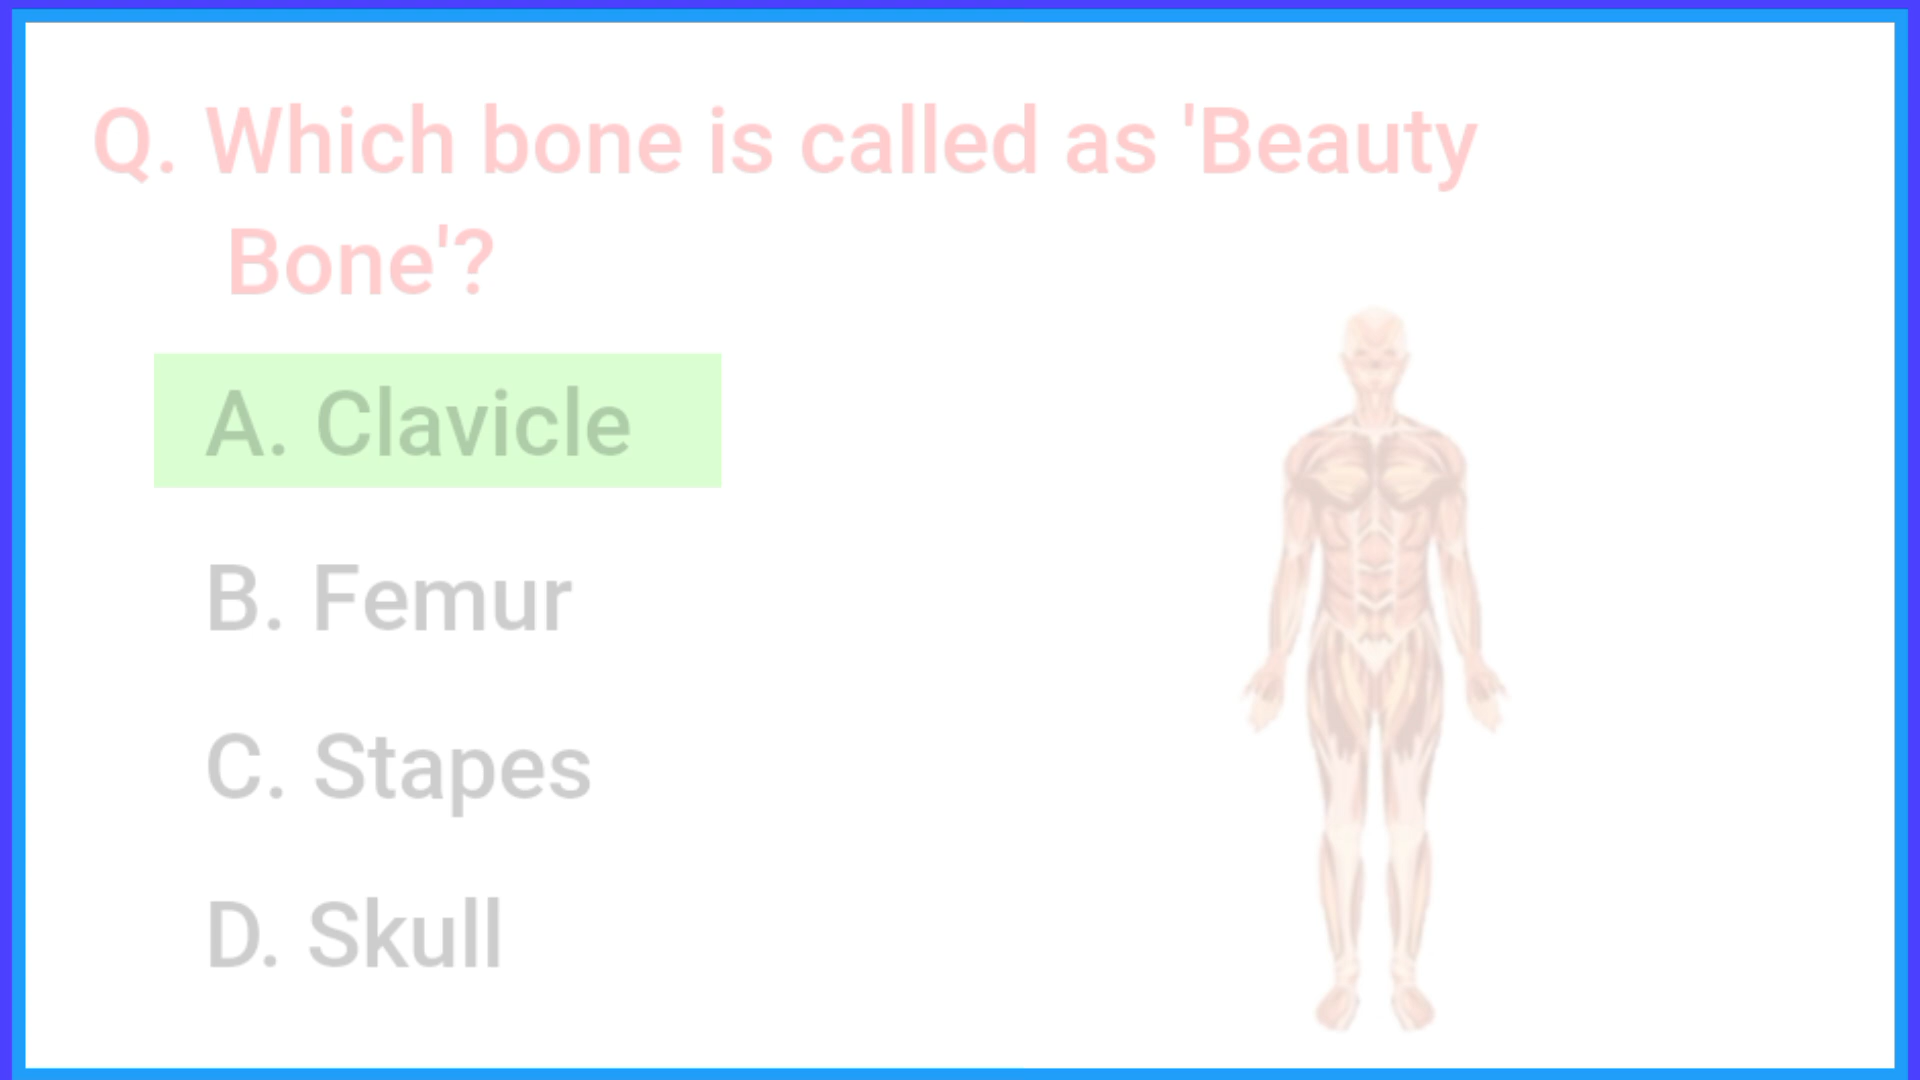 Q. Which bone is called as 'Beauty
Bone'?
A. Clavicle
B. Femur
C. Stapes
D. Skull